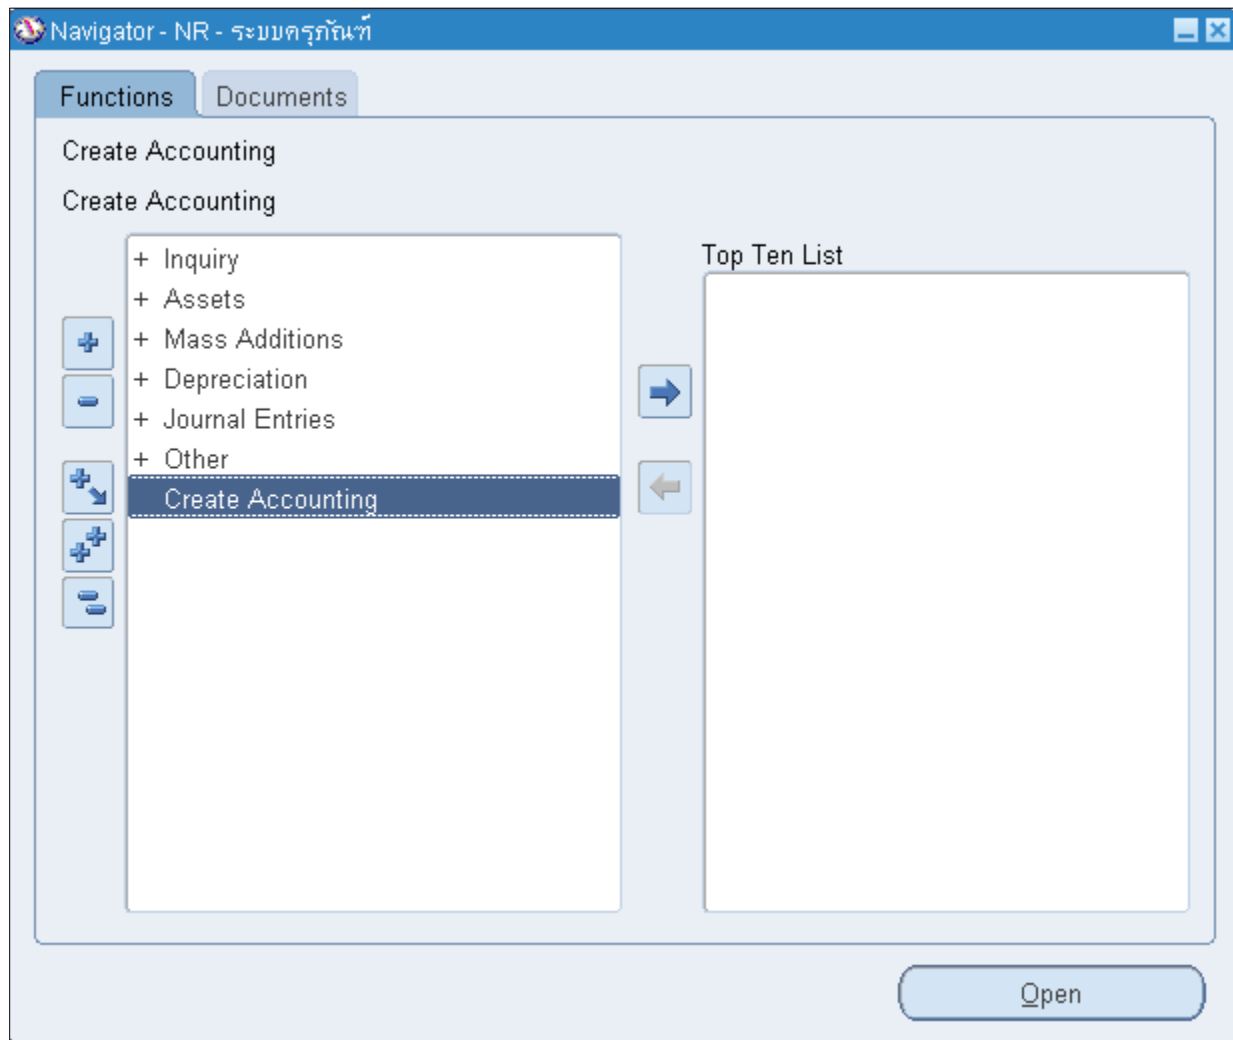 Navigator - NR - ระบบครุภัณฑ์
Functions
Documents
Create Accounting
Create Accounting
+ Inquiry
+ Assets
+ Mass Additions
+ Depreciation
+ Journal Entries
+ Other
Create Accounting
Top Ten List
Open